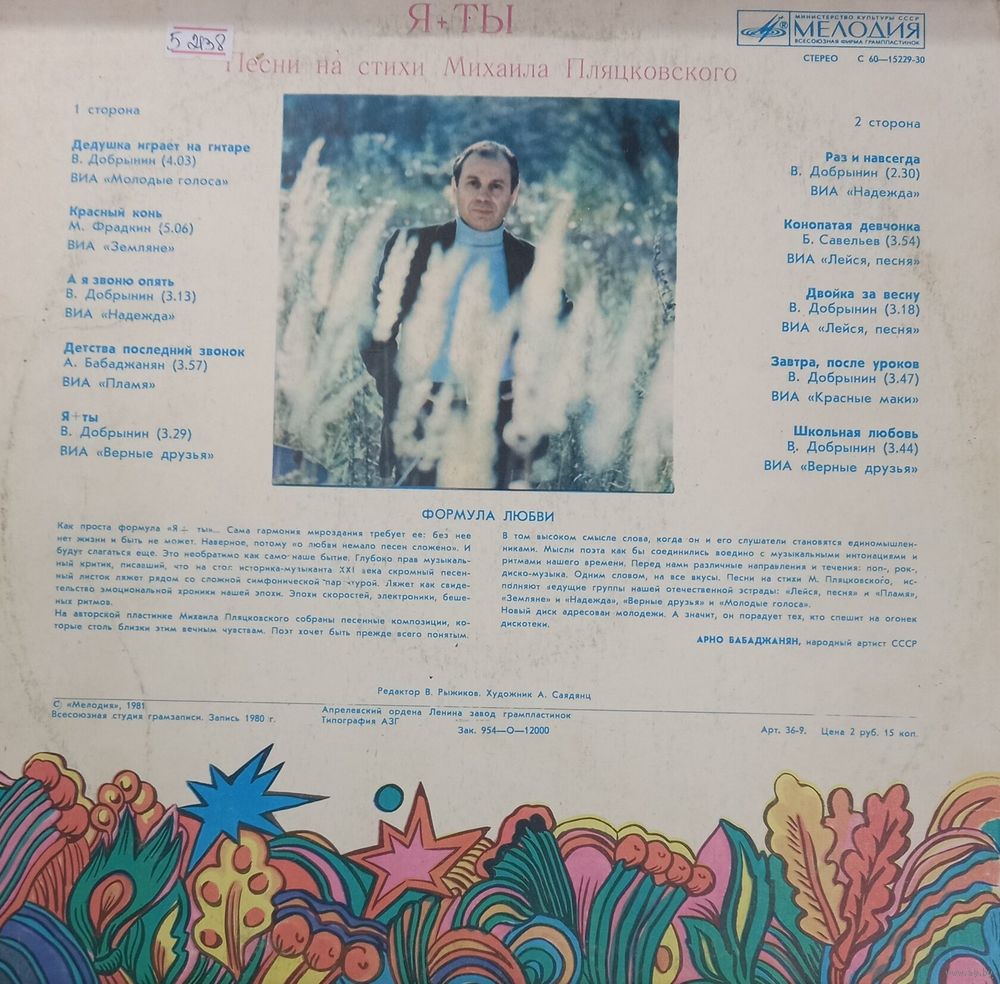 Я+ТЫ
Песни на стихи Михаила Пляцковского
5 2138
МИНИСТЕРСТВО КУЛЬТУРЫ СССР
МЕЛОДИЯ
ВСЕСОЮЗНАЯ ФИРМА ГРАМПЛАСТИНОК
СТЕРЕО С 60—15229-30
1 сторона
Дедушка играет на гитаре
В. Добрынин (4.03)
ВИА «Молодые голоса»
Красный конь
М. Фрадкин (5.06)
ВИА «Земляне»
А я звоню опять
В. Добрынин (3.13)
ВИА «Надежда»
Детства последний звонок
А. Бабаджанян (3.57)
ВИА «Пламя»
Я+ты
В. Добрынин (3.29)
ВИА «Верные друзья»
2 сторона
Раз и навсегда
В. Добрынин (2.30)
ВИА «Надежда»
Конопатая девчонка
Б. Савельев (3.54)
ВИА «Лейся, песня»
Двойка за весну
В. Добрынин (3.18)
ВИА «Лейся, песня»
Завтра, после уроков
В. Добрынин (3.47)
ВИА «Красные маки»
Школьная любовь
В. Добрынин (3.44)
ВИА «Верные друзья»
ФОРМУЛА ЛЮБВИ
Как проста формула «Я + ты»... Сама гармония мироздания требует ее: без нее
нет жизни и быть не может. Наверное, потому «о любви немало песен сложено». И
будут слагаться еще. Это необратимо как само наше бытие. Глубоко прав музыкаль-
ный критик, писавший, что на стол историка-музыканта XXI века скромный песен-
ный листок ляжет рядом со сложной симфонической партитурой. Ляжет как свиде-
тельство эмоциональной хроники нашей эпохи. Эпохи скоростей, электроники, беше-
ных ритмов.
На авторской пластинке Михаила Пляцковского собраны песенные композиции, ко-
торые столь близки этим вечным чувствам. Поэт хочет быть прежде всего понятым.
В том высоком смысле слова, когда он и его слушатели становятся единомышлен-
никами. Мысли поэта как бы соединились воедино с музыкальными интонациями и
ритмами нашего времени. Перед нами различные направления и течения: поп-, рок-,
диско-музыка. Одним словом, на все вкусы. Песни на стихи М. Пляцковского, ис-
полняют ведущие группы нашей отечественной эстрады: «Лейся, песня» и «Пламя»,
«Земляне» и «Надежда», «Верные друзья» и «Молодые голоса».
Новый диск адресован молодежи. А значит, он порадует тех, кто спешит на огонек
дискотеки.
АРНО БАБАДЖАНЯН, народный артист СССР
Редактор В. Рыжиков. Художник А. Саядянц
© «Мелодия», 1981
Всесоюзная студия грамзаписи. Запись 1980 г.
Апрелевский ордена Ленина завод грампластинок
Типография АЗГ
Зак. 954—О—12000
Арт. 36-9. Цена 2 руб. 15 коп.